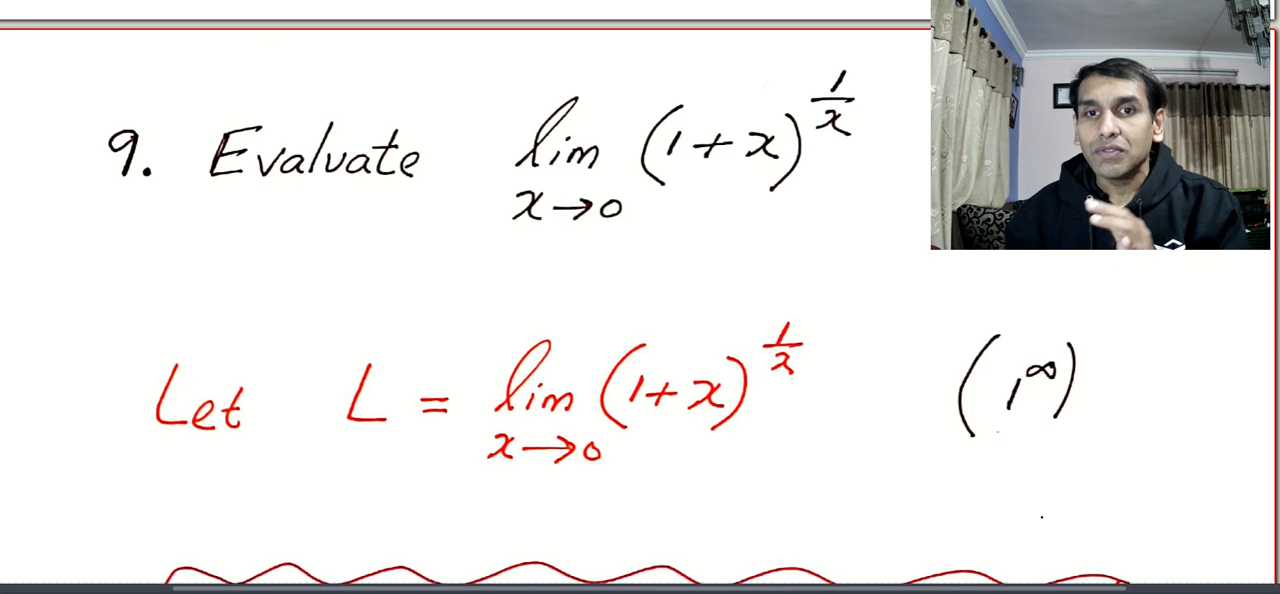 9. Evaluate lim (1+x)^(1/x)
x→0
Let L = lim (1+x)^(1/x) (1^∞)
x→0